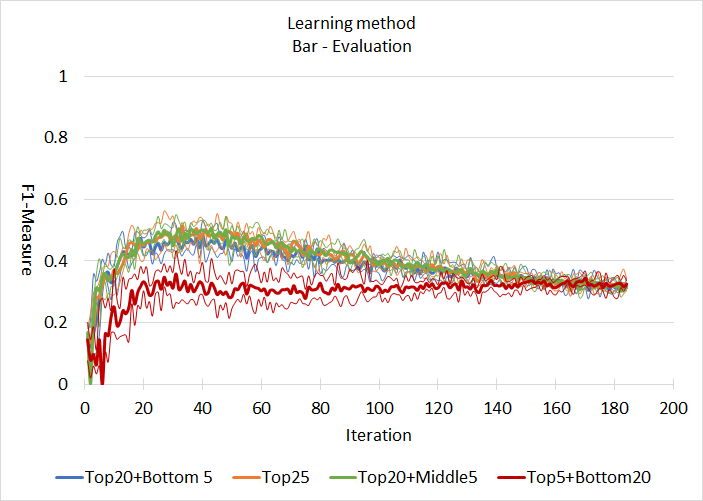 Learning method
Bar - Evaluation
1
0.8
0.6
0.4
0.2
0
F1-Measure
0 20 40 60 80 100 120 140 160 180 200
Iteration
Top20+Bottom 5 Top25 Top20+Middle5 Top5+Bottom20